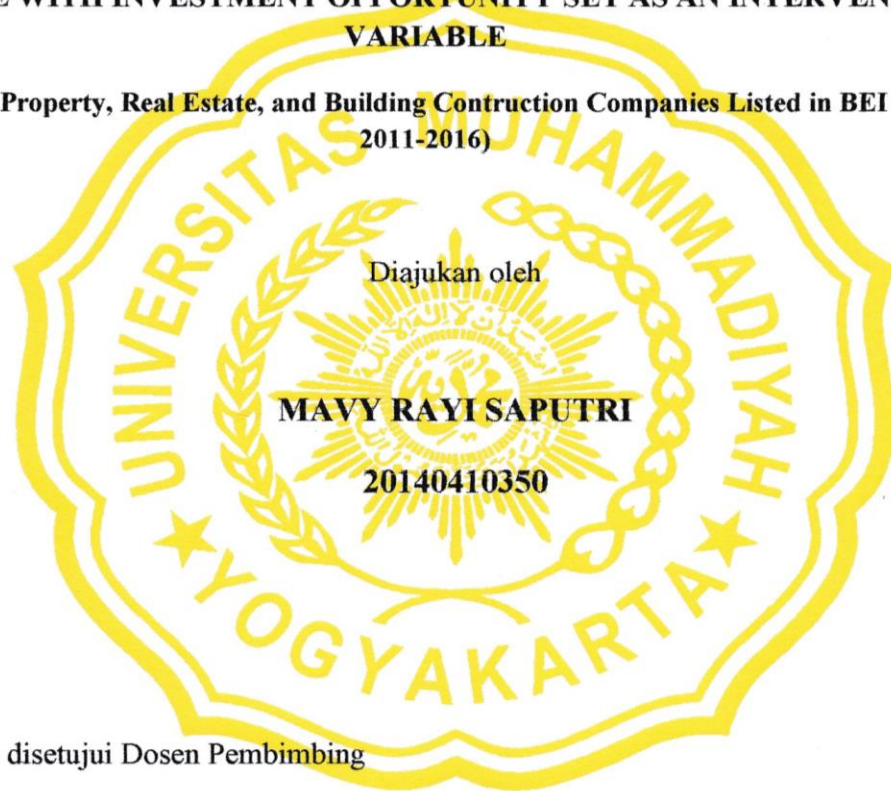 WITH INVESTMENT OPPORTUNITY SET AS AN
VARIABLE
Property, Real Estate, and Building Contruction Companies Listed in BEI
2011-2016)
UNIVERSITAS MUHAMMADIYAH
Diajukan oleh
MAVY RAYI SAPUTRI
20140410350
YOGYAKARTA
disetujui Dosen Pembimbing